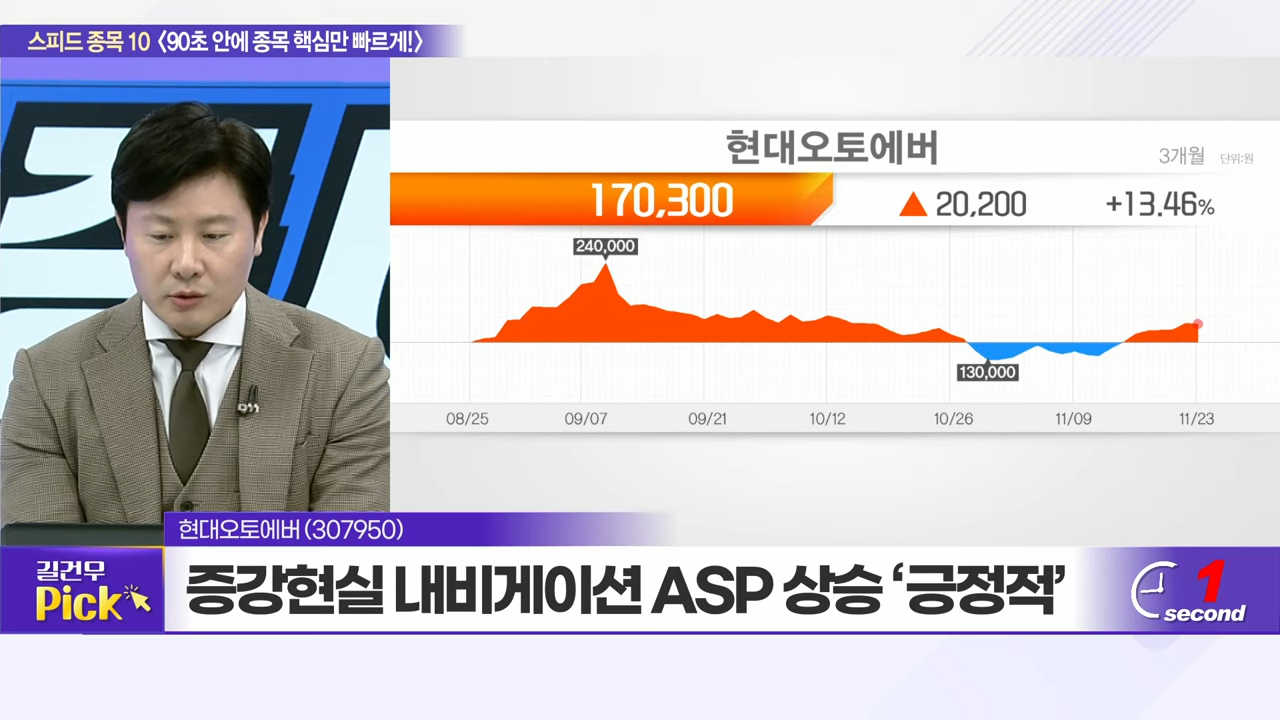 스피드 종목 10 〈90초 안에 종목 핵심만 빠르게!〉
현대오토에버
3개월 단위:원
170,300 ▲ 20,200 +13.46%
240,000
130,000
08/25 09/07 09/21 10/12 10/26 11/09 11/23
현대오토에버(307950)
길건무
Pick
증강현실 내비게이션 ASP 상승 ‘긍정적’
1
second